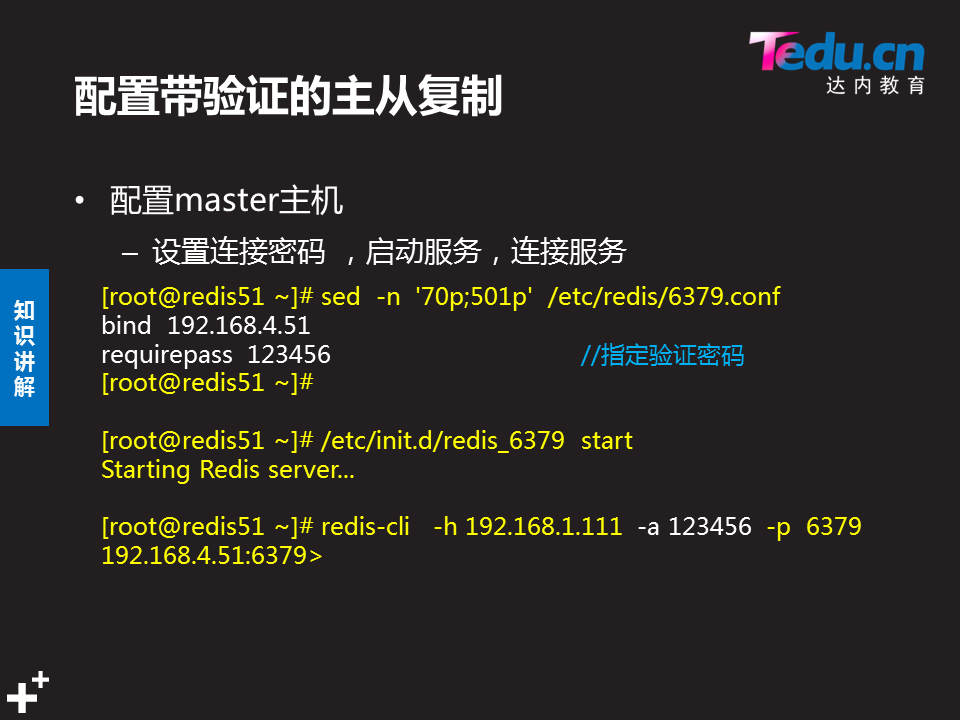 Tedu.cn
达内教育
配置带验证的主从复制
• 配置master主机
– 设置连接密码 ，启动服务，连接服务
知识讲解
[root@redis51 ~]# sed -n '70p;501p' /etc/redis/6379.conf
bind 192.168.4.51
requirepass 123456 //指定验证密码
[root@redis51 ~]#
[root@redis51 ~]# /etc/init.d/redis_6379 start
Starting Redis server...
[root@redis51 ~]# redis-cli -h 192.168.1.111 -a 123456 -p 6379
192.168.4.51:6379>